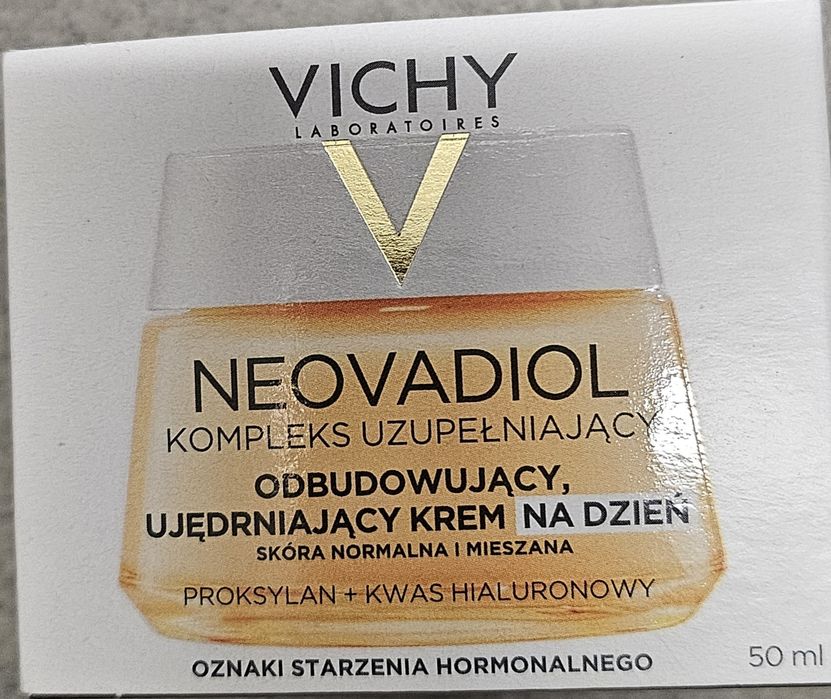 VICHY
LABORATOIRES
V
NEOVADIOL
KOMPLEKS UZUPEŁNIAJĄCY
ODBUDOWUJĄCY,
UJĘDRNIAJĄCY KREM NA DZIEŃ
SKÓRA NORMALNA I MIESZANA
PROKSYLAN + KWAS HIALURONOWY
OZNAKI STARZENIA HORMONALNEGO
50 ml